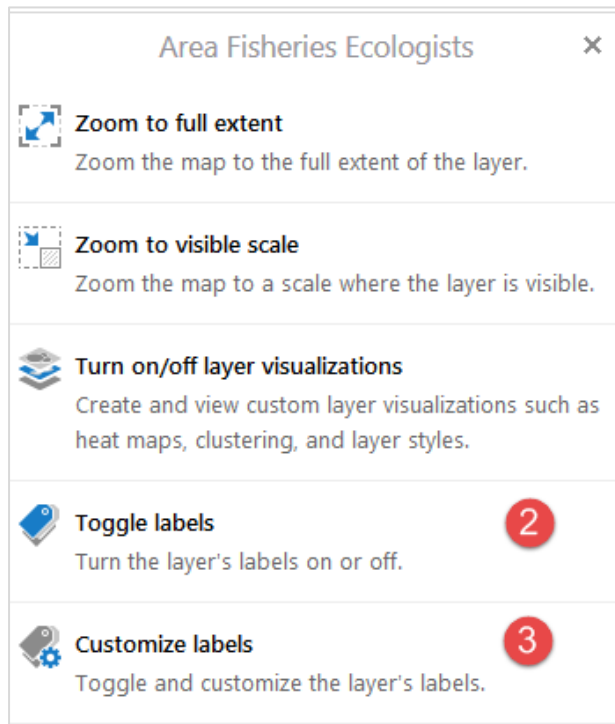 Area Fisheries Ecologists ×
Zoom to full extent
Zoom the map to the full extent of the layer.
Zoom to visible scale
Zoom the map to a scale where the layer is visible.
Turn on/off layer visualizations
Create and view custom layer visualizations such as
heat maps, clustering, and layer styles.
Toggle labels 2
Turn the layer's labels on or off.
Customize labels 3
Toggle and customize the layer's labels.